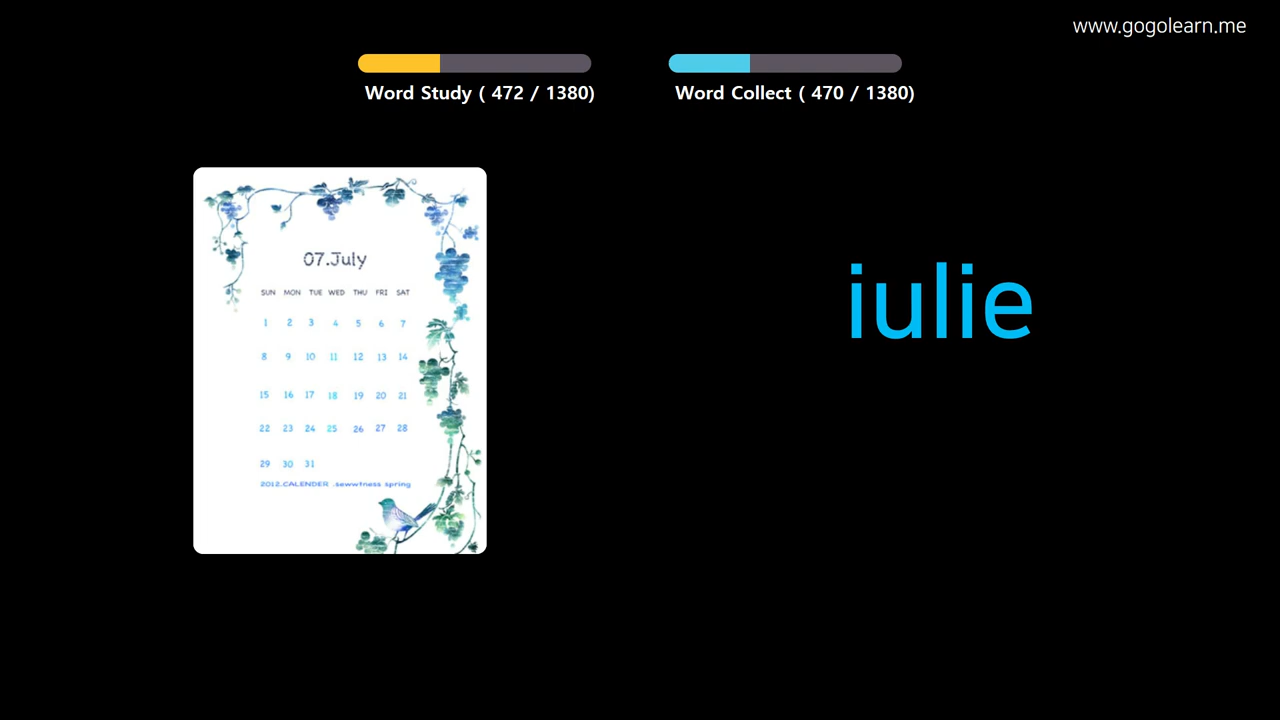 www.gogolearn.me
Word Study ( 472 / 1380)
Word Collect ( 470 / 1380)
07.July
SUN MON TUE WED THU FRI SAT
1 2 3 4 5 6 7
8 9 10 11 12 13 14
15 16 17 18 19 20 21
22 23 24 25 26 27 28
29 30 31
2012.CALENDER .sewwtness spring
iulie